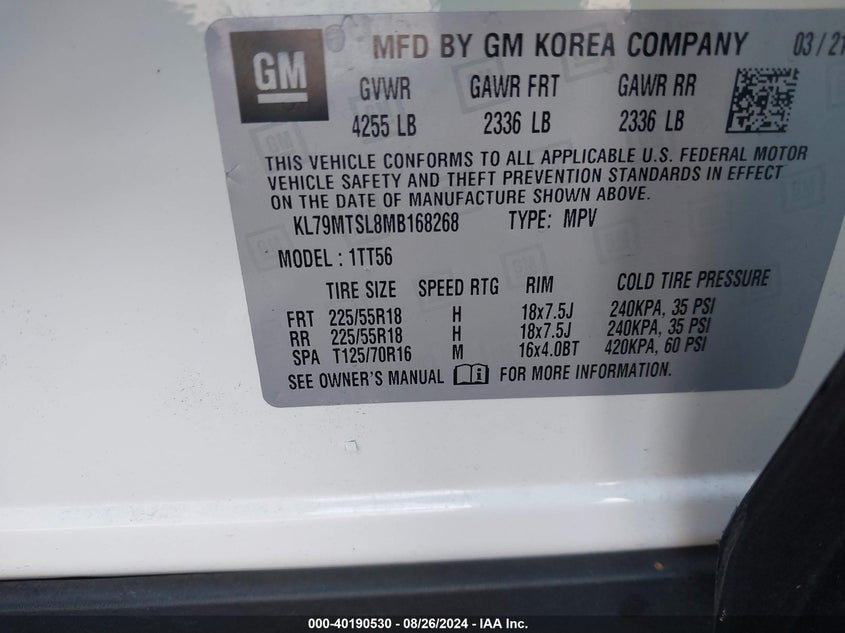 GM
MFD BY GM KOREA COMPANY 03/21
GVWR GAWR FRT GAWR RR
4255 LB 2336 LB 2336 LB
THIS VEHICLE CONFORMS TO ALL APPLICABLE U.S. FEDERAL MOTOR
VEHICLE SAFETY AND THEFT PREVENTION STANDARDS IN EFFECT
ON THE DATE OF MANUFACTURE SHOWN ABOVE.
KL79MTSL8MB168268 TYPE: MPV
MODEL : 1TT56
TIRE SIZE SPEED RTG RIM COLD TIRE PRESSURE
FRT 225/55R18 H 18x7.5J 240KPA, 35 PSI
RR 225/55R18 H 18x7.5J 240KPA, 35 PSI
SPA T125/70R16 M 16x4.0BT 420KPA, 60 PSI
SEE OWNER'S MANUAL FOR MORE INFORMATION.
000-40190530 - 08/26/2024 - IAA Inc.